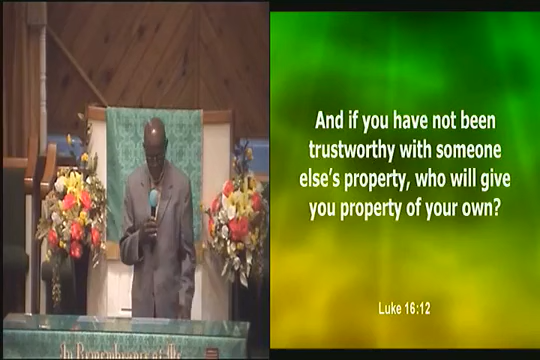 And if you have not been
trustworthy with someone
else's property, who will give
you property of your own?
Luke 16:12
In Remembrance of Me